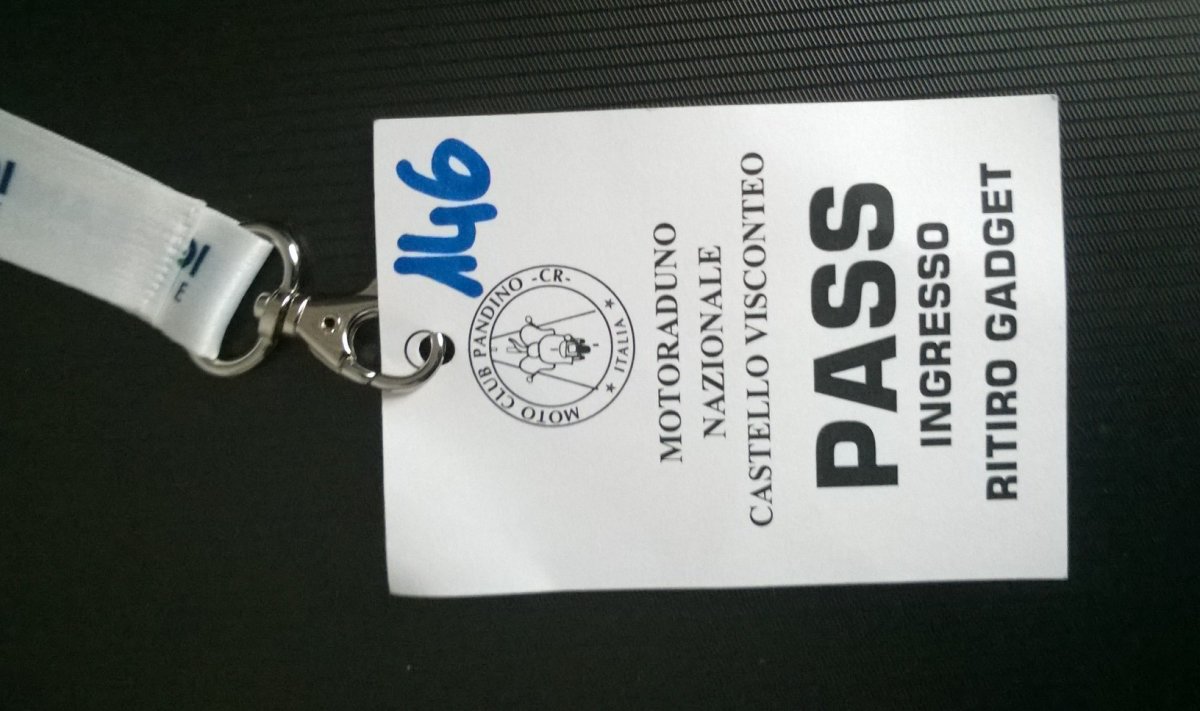 146
MOTO CLUB PANDINO -CR-
★ ITALIA ★
MOTORADUNO
NAZIONALE
CASTELLO VISCONTEO
PASS
INGRESSO
RITIRO GADGET